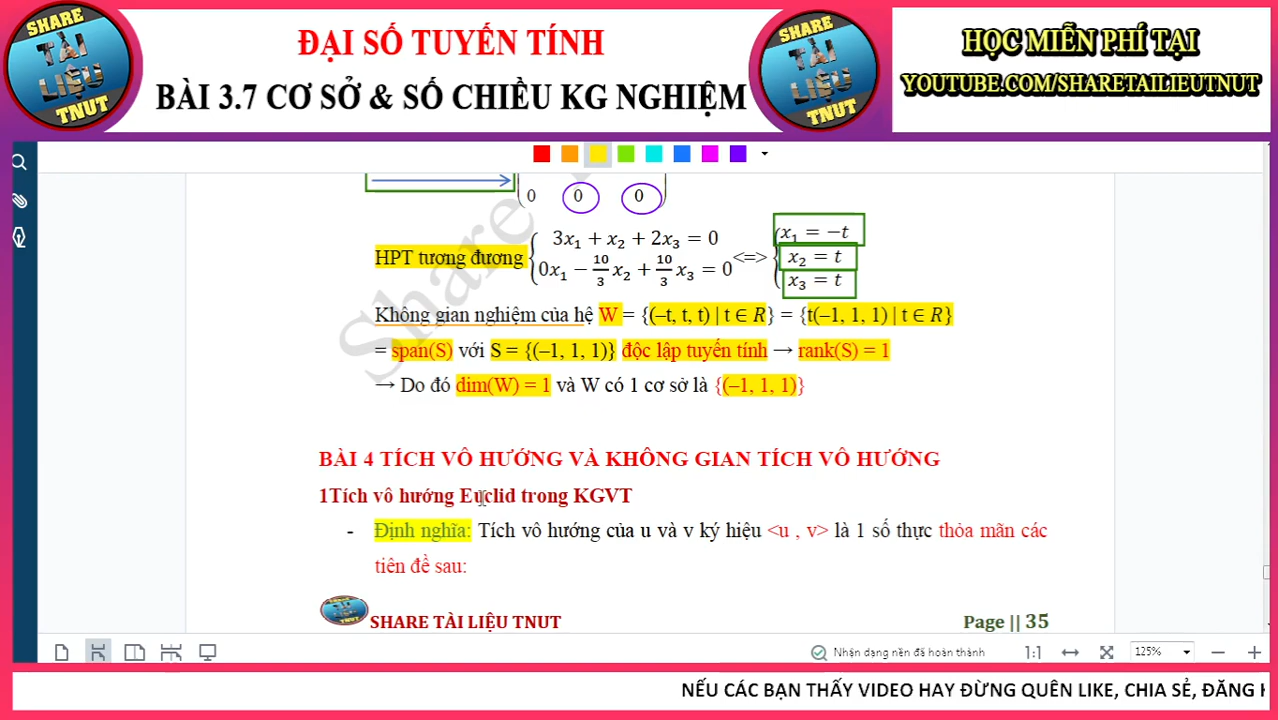 SHARE
TÀI
LIỆU
TNUT
ĐẠI SỐ TUYẾN TÍNH
BÀI 3.7 CƠ SỞ & SỐ CHIỀU KG NGHIỆM
SHARE
TÀI
LIỆU
TNUT
HỌC MIỄN PHÍ TẠI
YOUTUBE.COM/SHARETAILIEUTNUT
0 0 0
HPT tương đương { 3x₁ + x₂ + 2x₃ = 0
0x₁ − 10/3 x₂ + 10/3 x₃ = 0 <=> { x₁ = −t
x₂ = t
x₃ = t
Không gian nghiệm của hệ W = {(–t, t, t) | t ∈ R} = {t(–1, 1, 1) | t ∈ R}
= span(S) với S = {(–1, 1, 1)} độc lập tuyến tính → rank(S) = 1
→ Do đó dim(W) = 1 và W có 1 cơ sở là {(–1, 1, 1)}
Share
BÀI 4 TÍCH VÔ HƯỚNG VÀ KHÔNG GIAN TÍCH VÔ HƯỚNG
1Tích vô hướng Euclid trong KGVT
- Định nghĩa: Tích vô hướng của u và v ký hiệu <u , v> là 1 số thực thỏa mãn các
tiên đề sau:
SHARE TÀI LIỆU TNUT Page || 35
Nhận dạng nền đã hoàn thành 1:1 125%
NẾU CÁC BẠN THẤY VIDEO HAY ĐỪNG QUÊN LIKE, CHIA SẺ, ĐĂNG